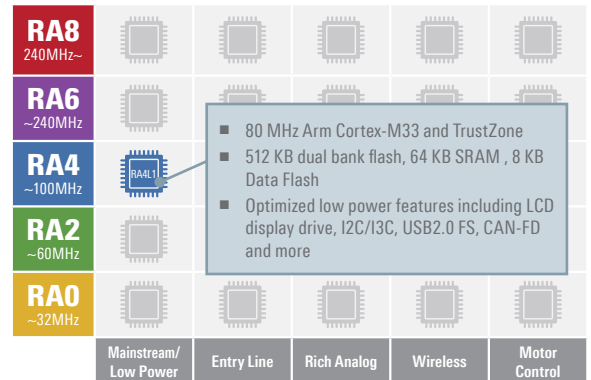 RA8
240MHz~
RA6
~240MHz
RA4
~100MHz
RA2
~60MHz
RA0
~32MHz
RA4L1
■ 80 MHz Arm Cortex-M33 and TrustZone
■ 512 KB dual bank flash, 64 KB SRAM , 8 KB
Data Flash
■ Optimized low power features including LCD
display drive, I2C/I3C, USB2.0 FS, CAN-FD
and more
Mainstream/
Low Power
Entry Line
Rich Analog
Wireless
Motor
Control